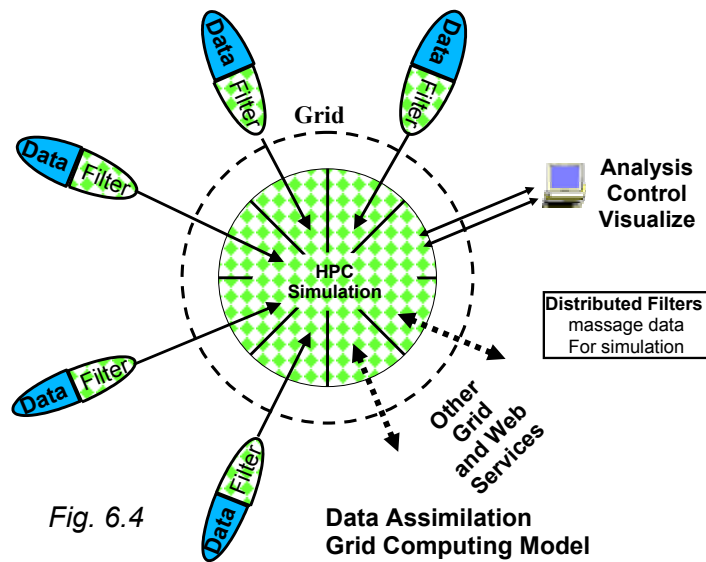 Data
Filter
Data
Filter
Grid
Data
Filter
Analysis
Control
Visualize
HPC
Simulation
Distributed Filters
massage data
For simulation
Data
Filter
Other
Grid
and Web
Services
Data
Filter
Fig. 6.4
Data Assimilation
Grid Computing Model